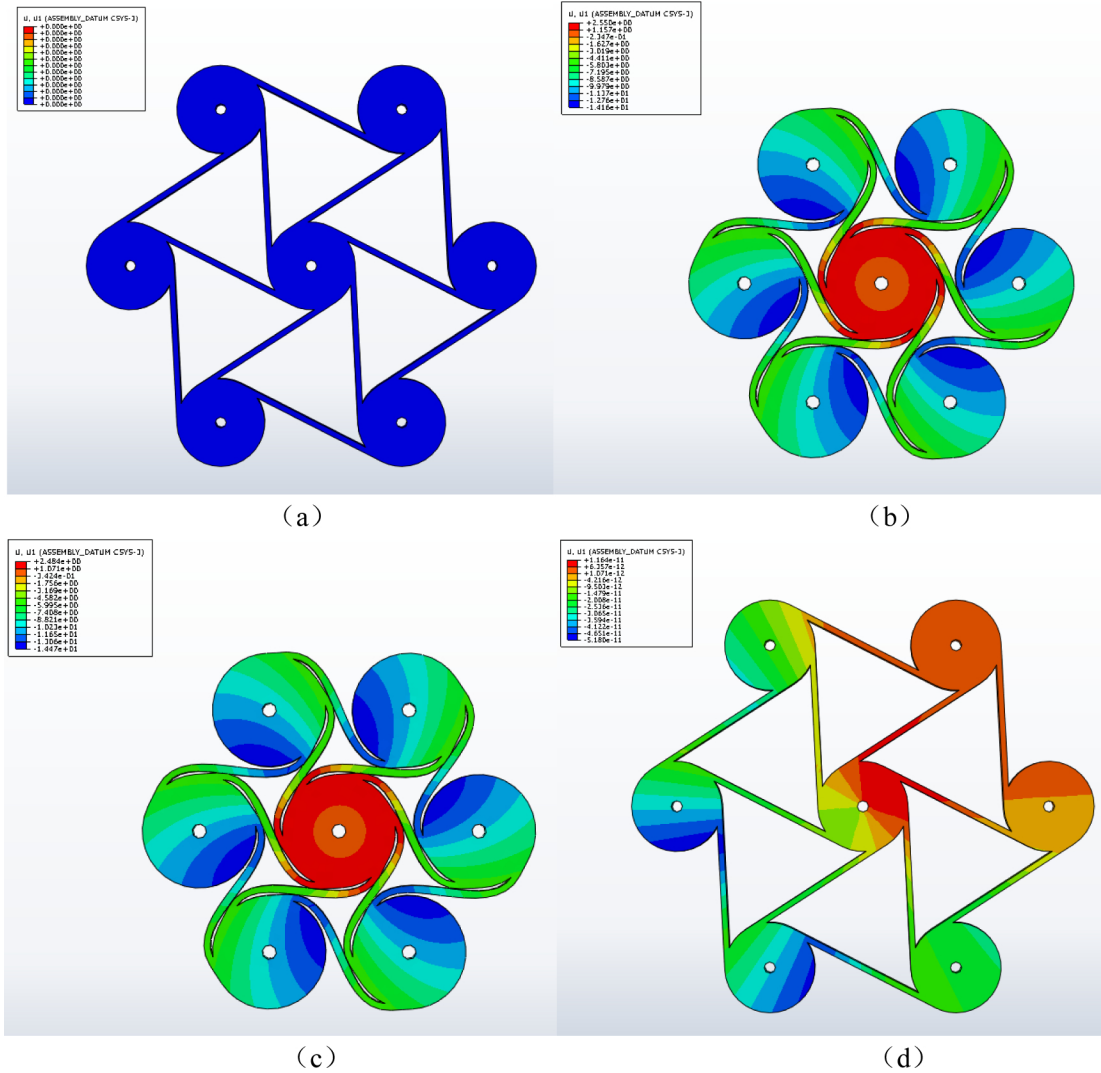 U, U1 (ASSEMBLY_DATUM CSYS-3)
+0.000e+00
+0.000e+00
+0.000e+00
+0.000e+00
+0.000e+00
+0.000e+00
+0.000e+00
+0.000e+00
+0.000e+00
+0.000e+00
+0.000e+00
+0.000e+00
+0.000e+00
U, U1 (ASSEMBLY_DATUM CSYS-3)
+2.550e+00
+1.157e+00
-2.347e-01
-1.627e+00
-3.019e+00
-4.411e+00
-5.803e+00
-7.195e+00
-8.587e+00
-9.979e+00
-1.137e+01
-1.276e+01
-1.416e+01
(a)
(b)
U, U1 (ASSEMBLY_DATUM CSYS-3)
+2.484e+00
+1.071e+00
-3.424e-01
-1.756e+00
-3.169e+00
-4.582e+00
-5.995e+00
-7.408e+00
-8.821e+00
-1.023e+01
-1.165e+01
-1.306e+01
-1.447e+01
U, U1 (ASSEMBLY_DATUM CSYS-3)
+1.164e-11
+6.357e-12
+1.071e-12
-4.216e-12
-9.503e-12
-1.479e-11
-2.008e-11
-2.536e-11
-3.065e-11
-3.594e-11
-4.122e-11
-4.651e-11
-5.180e-11
(c)
(d)